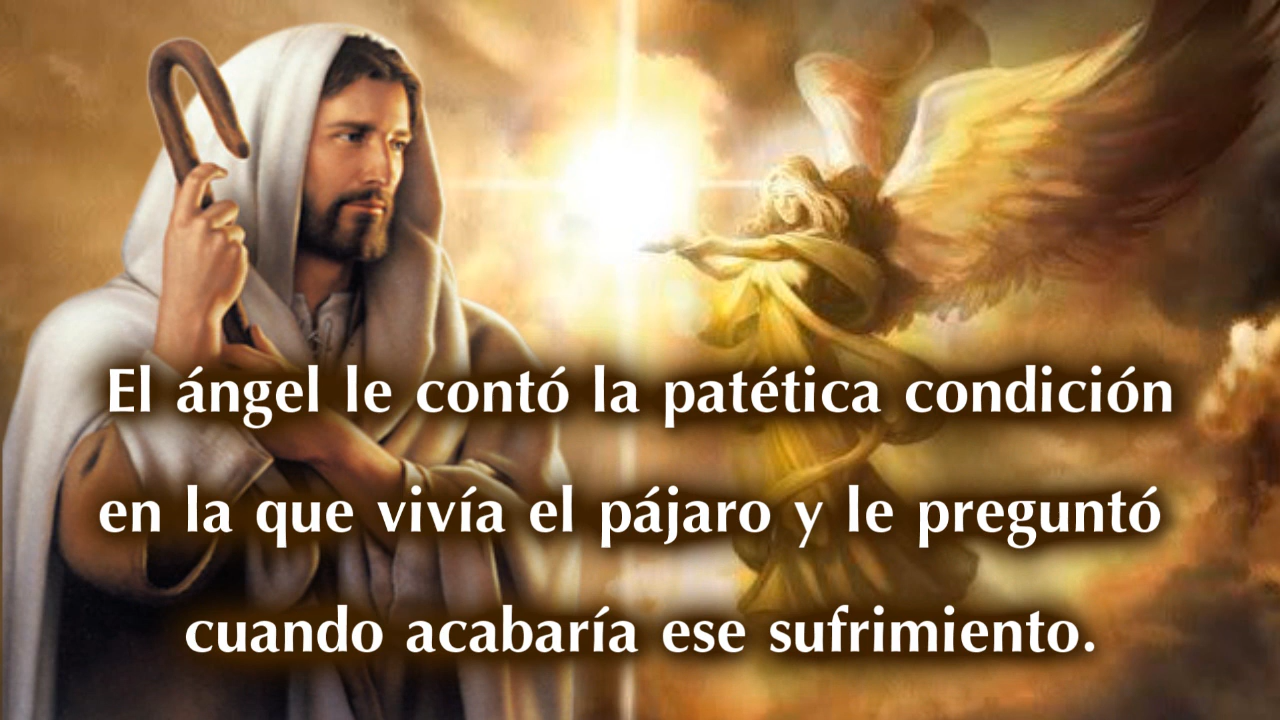 El ángel le contó la patética condición
en la que vivía el pájaro y le preguntó
cuando acabaría ese sufrimiento.